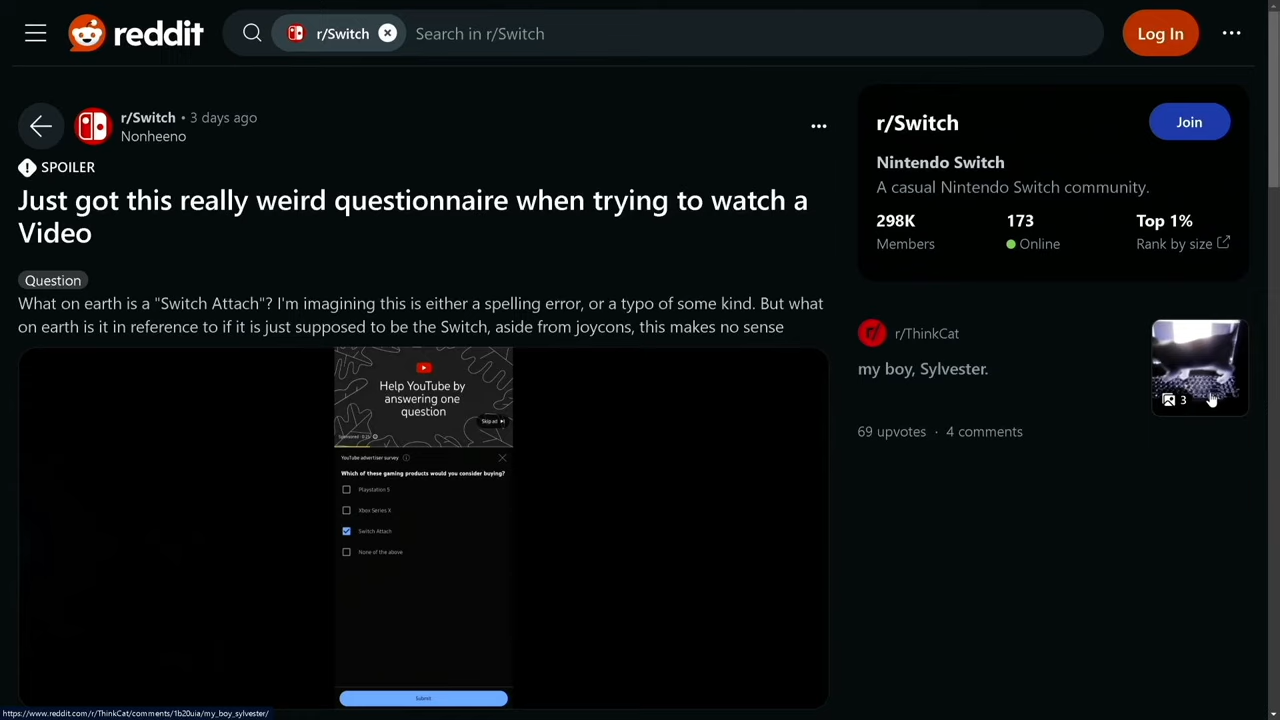 reddit
r/Switch
Search in r/Switch
Log In
r/Switch • 3 days ago
Nonheeno
SPOILER
Just got this really weird questionnaire when trying to watch a
Video
Question
What on earth is a "Switch Attach"? I'm imagining this is either a spelling error, or a typo of some kind. But what
on earth is it in reference to if it is just supposed to be the Switch, aside from joycons, this makes no sense
Help YouTube by
answering one
question
Skip ad
YouTube advertiser survey
Which of these gaming products would you consider buying?
Playstation 5
Xbox Series X
Switch Attach
None of the above
Submit
r/Switch
Join
Nintendo Switch
A casual Nintendo Switch community.
298K 173 Top 1%
Members Online Rank by size
r/ThinkCat
my boy, Sylvester.
3
69 upvotes · 4 comments
https://www.reddit.com/r/ThinkCat/comments/1b20uia/my_boy_sylvester/